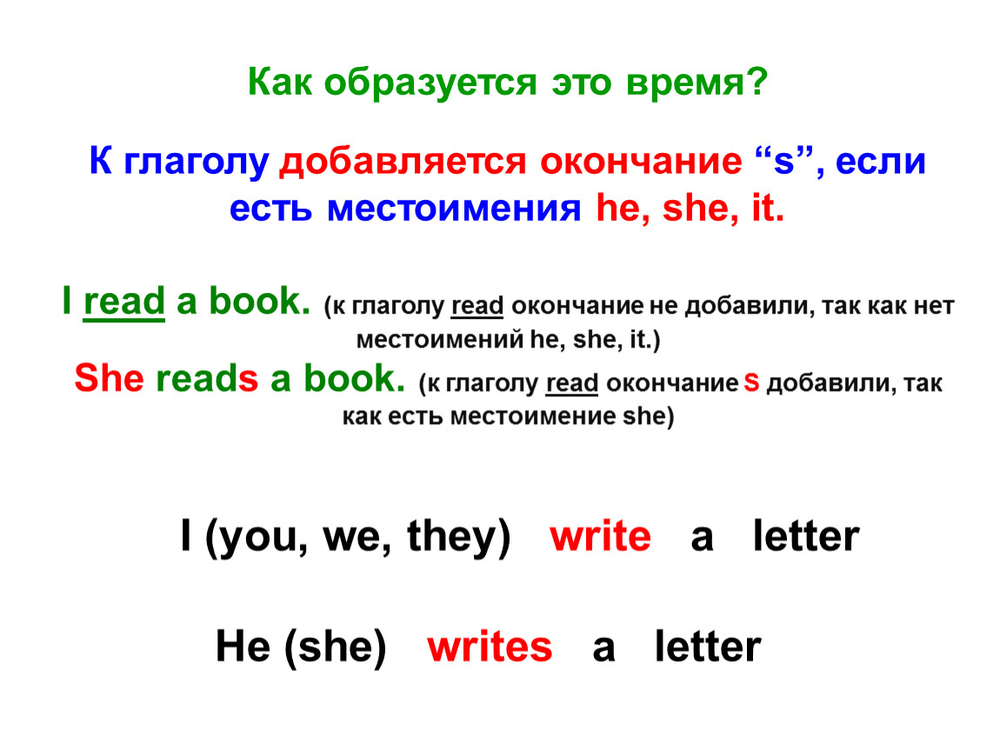 Как образуется это время?
К глаголу добавляется окончание “s”, если
есть местоимения he, she, it.
I read a book. (к глаголу read окончание не добавили, так как нет
местоимений he, she, it.)
She reads a book. (к глаголу read окончание S добавили, так
как есть местоимение she)
I (you, we, they) write a letter
He (she) writes a letter